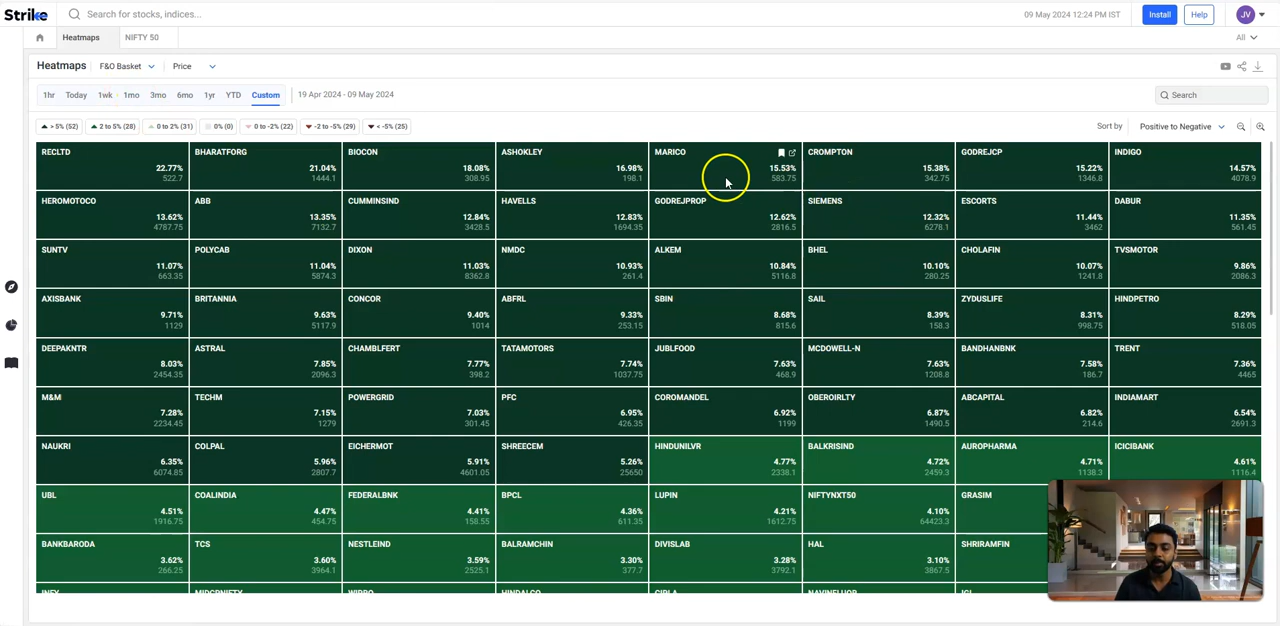 Strike
Search for stocks, indices...
09 May 2024 12:24 PM IST
Install
Help
JV
Heatmaps
NIFTY 50
All
Heatmaps
F&O Basket
Price
1hr Today 1wk 1mo 3mo 6mo 1yr YTD Custom 19 Apr 2024 - 09 May 2024
Search
> 5% (52) 2 to 5% (28) 0 to 2% (31) 0% (0) 0 to -2% (22) -2 to -5% (29) < -5% (25)
Sort by Positive to Negative
RECLTD BHARATFORG BIOCON ASHOKLEY MARICO CROMPTON GODREJCP INDIGO
22.77% 21.04% 18.08% 16.98% 15.53% 15.38% 15.22% 14.57%
522.7 1444.1 308.95 198.1 583.75 342.75 1346.8 4078.9
HEROMOTOCO ABB CUMMINSIND HAVELLS GODREJPROP SIEMENS ESCORTS DABUR
13.62% 13.35% 12.84% 12.83% 12.62% 12.32% 11.44% 11.35%
4787.75 7132.7 3428.5 1694.35 2816.5 6278.1 3462 561.45
SUNTV POLYCAB DIXON NMDC ALKEM BHEL CHOLAFIN TVSMOTOR
11.07% 11.04% 11.03% 10.93% 10.84% 10.10% 10.07% 9.86%
663.35 5874.3 8362.8 261.4 5116.8 280.25 1241.8 2086.3
AXISBANK BRITANNIA CONCOR ABFRL SBIN SAIL ZYDUSLIFE HINDPETRO
9.71% 9.63% 9.40% 9.33% 8.68% 8.39% 8.31% 8.29%
1129 5117.9 1014 253.15 815.6 158.3 998.75 518.05
DEEPAKNTR ASTRAL CHAMBLFERT TATAMOTORS JUBLFOOD MCDOWELL-N BANDHANBNK TRENT
8.03% 7.85% 7.77% 7.74% 7.63% 7.63% 7.58% 7.36%
2454.35 2096.3 398.2 1037.75 468.9 1208.8 186.7 4465
M&M TECHM POWERGRID PFC COROMANDEL OBEROIRLTY ABCAPITAL INDIAMART
7.28% 7.15% 7.03% 6.95% 6.92% 6.87% 6.82% 6.54%
2234.45 1279 301.45 426.35 1199 1490.5 214.6 2691.3
NAUKRI COLPAL EICHERMOT SHREECEM HINDUNILVR BALKRISIND AUROPHARMA ICICIBANK
6.35% 5.96% 5.91% 5.26% 4.77% 4.72% 4.71% 4.61%
6074.85 2807.7 4601.05 25650 2338.1 2459.3 1138.3 1116.4
UBL COALINDIA FEDERALBNK BPCL LUPIN NIFTYNXT50 GRASIM
4.51% 4.47% 4.41% 4.36% 4.21% 4.10%
1916.75 454.75 158.55 611.35 1612.75 64423.3
BANKBARODA TCS NESTLEIND BALRAMCHIN DIVISLAB HAL SHRIRAMFIN
3.62% 3.60% 3.59% 3.30% 3.28% 3.10%
266.25 3964.1 2525.1 377.7 3792.1 3867.5